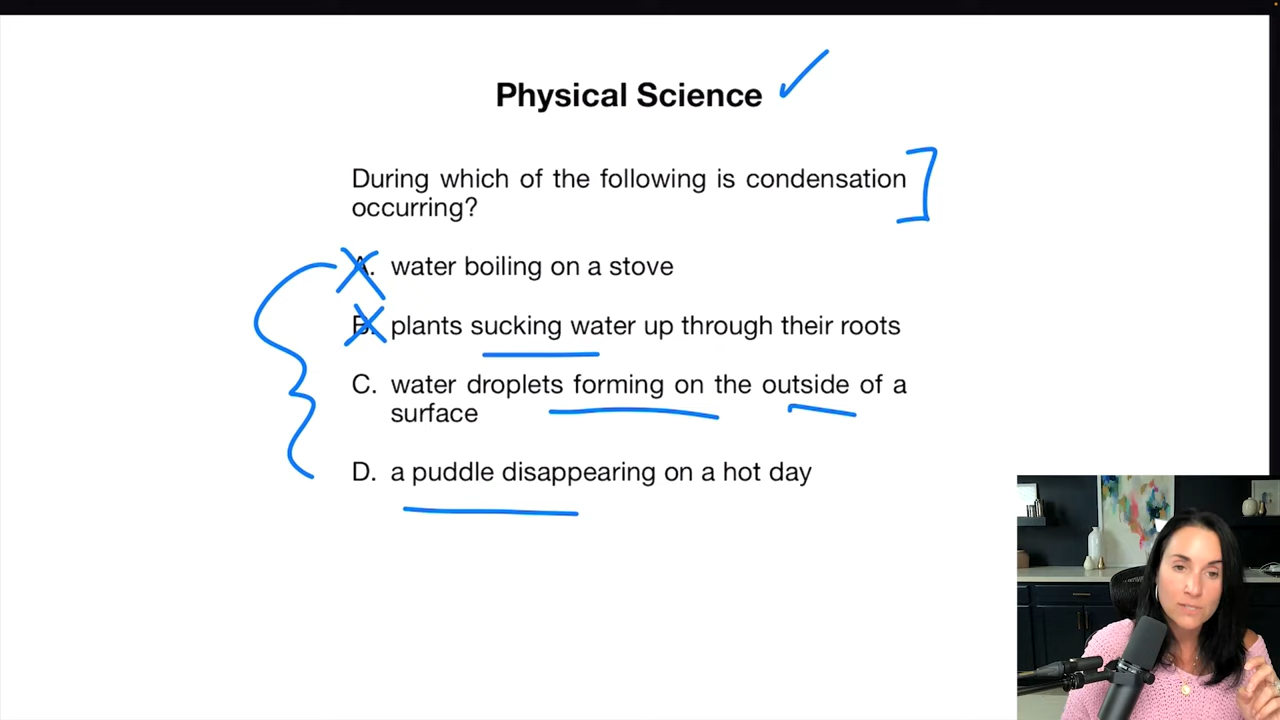 Physical Science
During which of the following is condensation
occurring?
A. water boiling on a stove
B. plants sucking water up through their roots
C. water droplets forming on the outside of a
surface
D. a puddle disappearing on a hot day